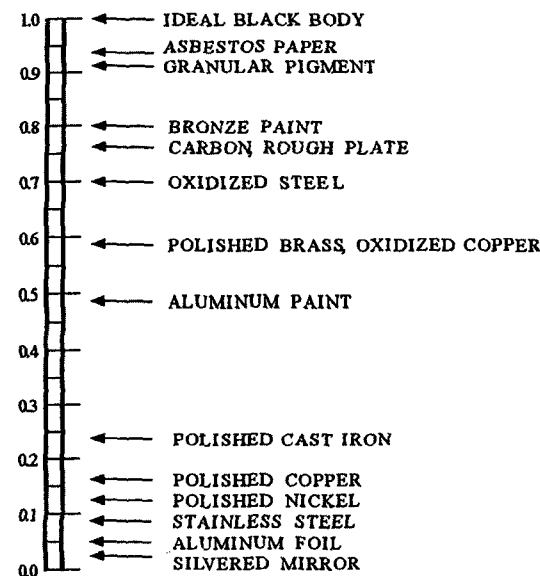 1.0 IDEAL BLACK BODY
ASBESTOS PAPER
0.9 GRANULAR PIGMENT
0.8 BRONZE PAINT
CARBON, ROUGH PLATE
0.7 OXIDIZED STEEL
0.6 POLISHED BRASS, OXIDIZED COPPER
0.5 ALUMINUM PAINT
0.4
0.3
POLISHED CAST IRON
0.2
POLISHED COPPER
POLISHED NICKEL
0.1 STAINLESS STEEL
ALUMINUM FOIL
0.0 SILVERED MIRROR